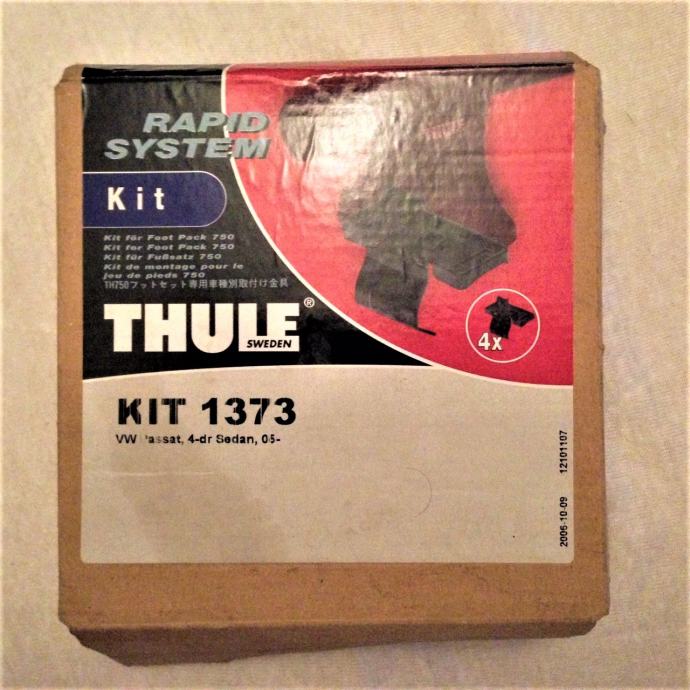 RAPID
SYSTEM
Kit
Kit för Foot Pack 750
Kit for Foot Pack 750
Kit für Fußsatz 750
Kit de montage pour le
jeu de pieds 750
TH750フットセット専用車種別取付け金具
THULE®
SWEDEN
4x
KIT 1373
VW Passat, 4-dr Sedan, 05-
2006-10-09 12101107